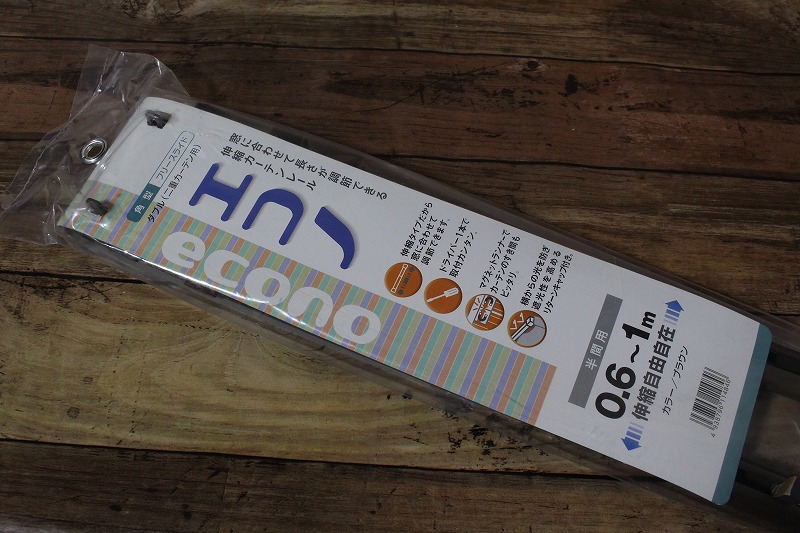 角型 フリースライド
ダブル(二重カーテン用)
窓に合わせて長さが調節できる
伸縮カーテンレール
エコノ
econo
伸縮タイプだから
窓に合わせて
調節できます。
ドライバー1本で
取付カンタン。
マグネットランナーで
カーテンのすき間も
ピッタリ。
横からの光を防ぎ
遮光性を高める
リターンキャップ付き。
半間用
0.6〜1m
伸縮自由自在
カラー/ブラウン